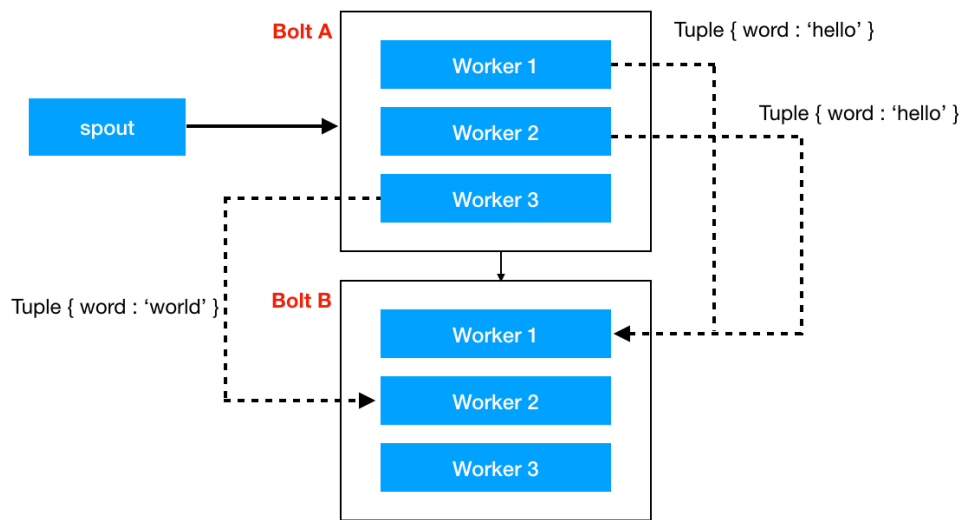 Bolt A
Tuple { word : ‘hello’ }
Worker 1
Tuple { word : ‘hello’ }
spout
Worker 2
Worker 3
Tuple { word : ‘world’ }
Bolt B
Worker 1
Worker 2
Worker 3